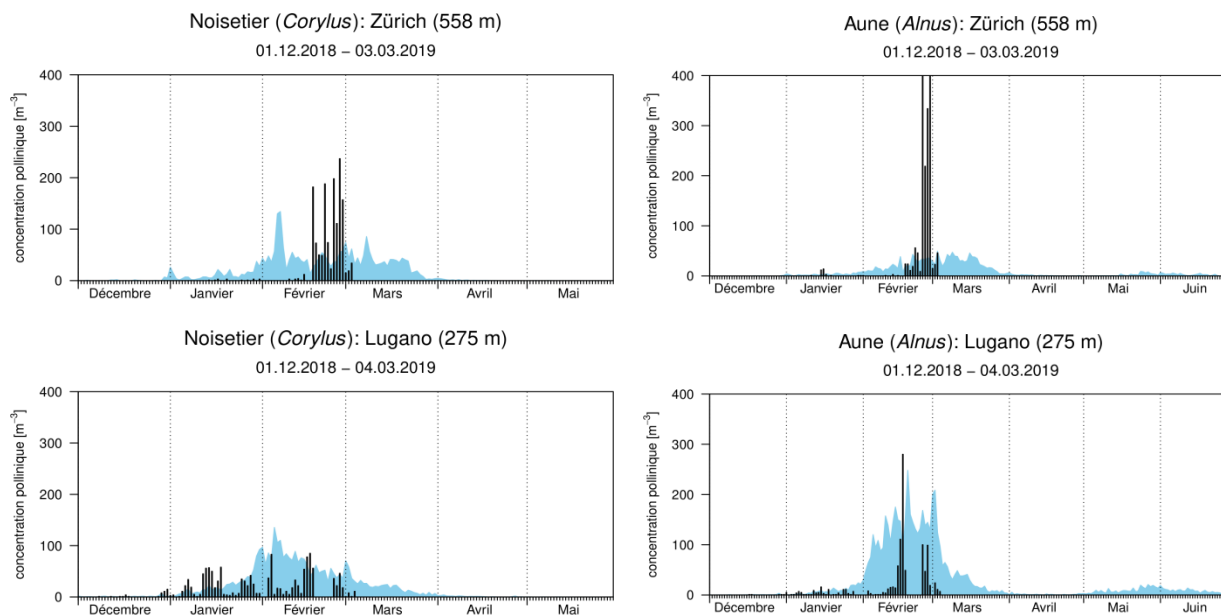 Noisetier (Corylus): Zürich (558 m)
01.12.2018 – 03.03.2019
concentration pollinique [m⁻³]
400
300
200
100
0
Décembre Janvier Février Mars Avril Mai
Aune (Alnus): Zürich (558 m)
01.12.2018 – 03.03.2019
concentration pollinique [m⁻³]
400
300
200
100
0
Décembre Janvier Février Mars Avril Mai Juin
Noisetier (Corylus): Lugano (275 m)
01.12.2018 – 04.03.2019
concentration pollinique [m⁻³]
400
300
200
100
0
Décembre Janvier Février Mars Avril Mai
Aune (Alnus): Lugano (275 m)
01.12.2018 – 04.03.2019
concentration pollinique [m⁻³]
400
300
200
100
0
Décembre Janvier Février Mars Avril Mai Juin